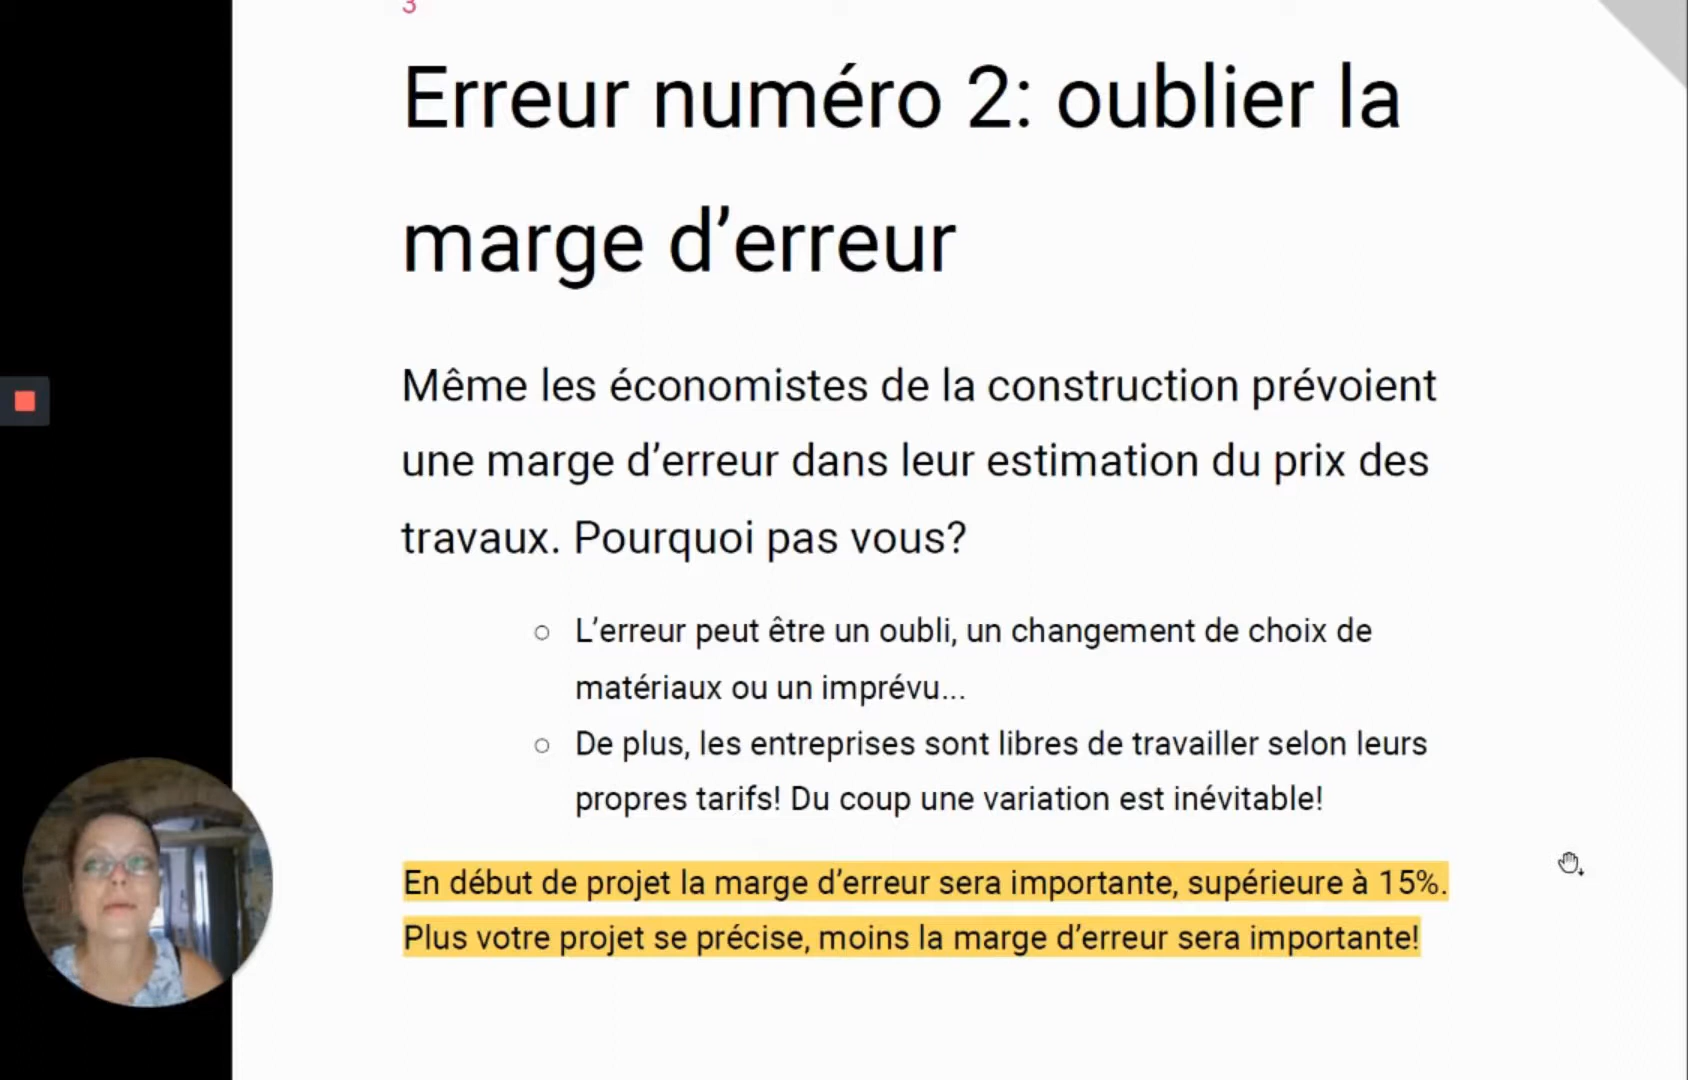 3
Erreur numéro 2: oublier la
marge d’erreur
Même les économistes de la construction prévoient
une marge d’erreur dans leur estimation du prix des
travaux. Pourquoi pas vous?
○ L’erreur peut être un oubli, un changement de choix de
matériaux ou un imprévu...
○ De plus, les entreprises sont libres de travailler selon leurs
propres tarifs! Du coup une variation est inévitable!
En début de projet la marge d’erreur sera importante, supérieure à 15%.
Plus votre projet se précise, moins la marge d’erreur sera importante!